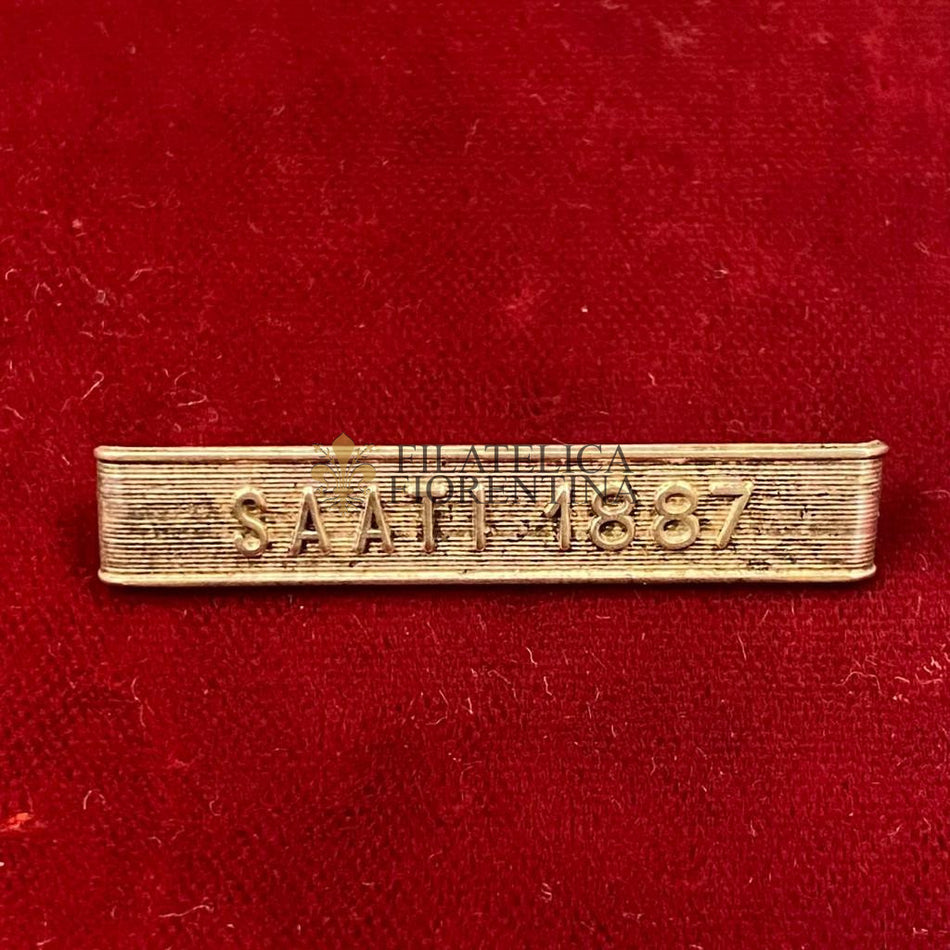 FILATELICA
FIORENTINA
SAATI 1887